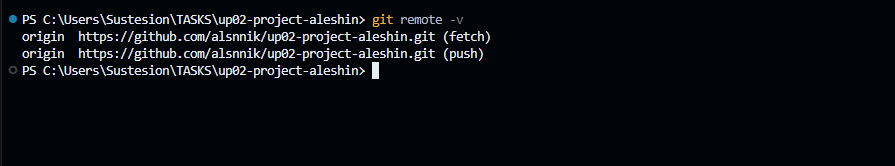 PS C:\Users\Sustesion\TASKS\up02-project-aleshin> git remote -v
origin  https://github.com/alsnnik/up02-project-aleshin.git (fetch)
origin  https://github.com/alsnnik/up02-project-aleshin.git (push)
PS C:\Users\Sustesion\TASKS\up02-project-aleshin>